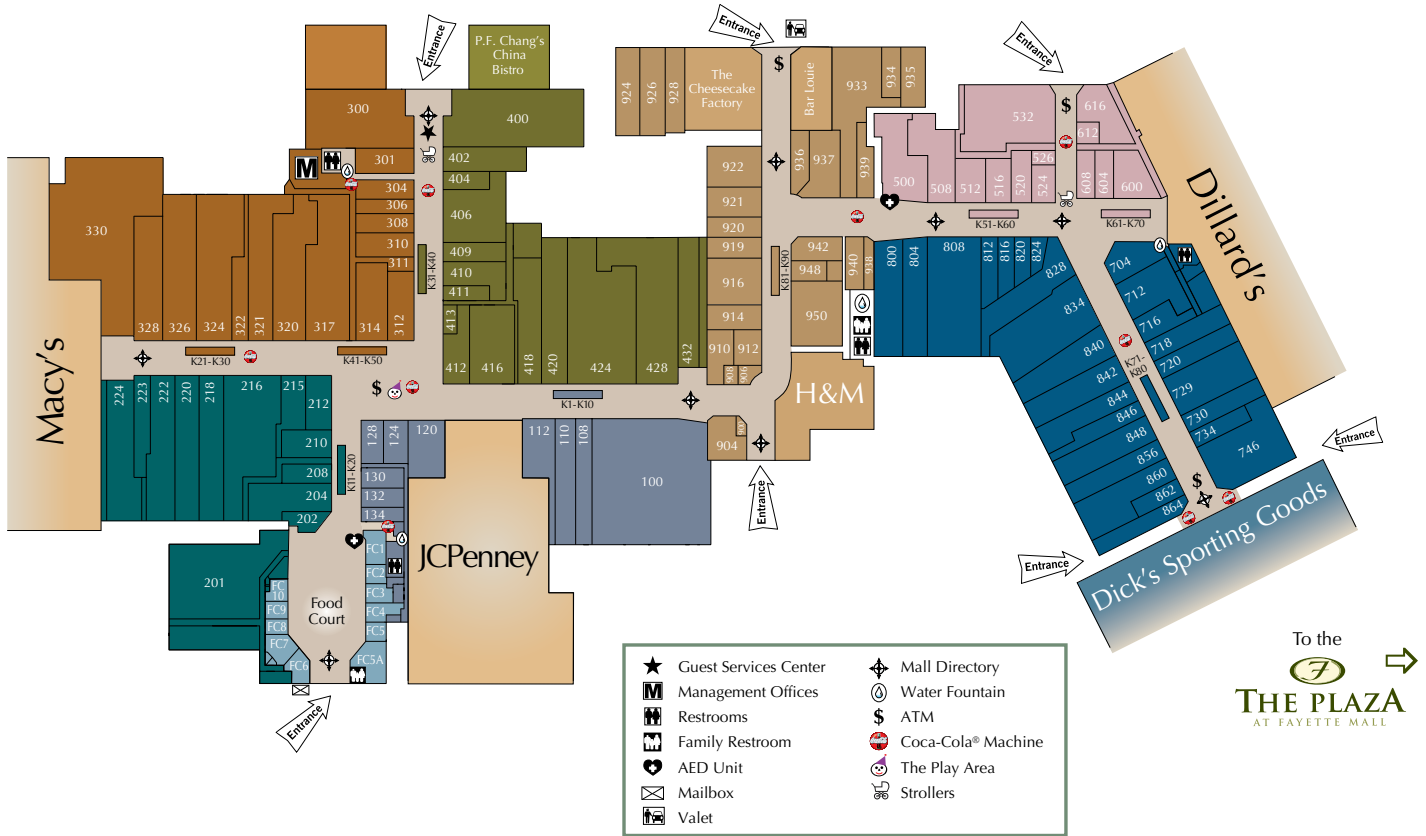 Entrance
P.F. Chang's
China
Bistro
300
400
301
402
304
404
306
406
308
310
409
311
410
411
K31-K40
330
328
326
324
322
321
320
317
314
312
413
412
416
418
420
424
428
432
Macy's
K21-K30
K41-K50
M
$
K1-K10
224
223
222
220
218
216
215
212
210
208
204
202
K11-K20
128
124
120
130
132
134
112
110
108
100
JCPenney
201
FC1
FC2
FC3
FC4
FC5
FC5A
FC
10
FC9
FC8
FC7
FC6
Food
Court
Entrance
Entrance
$
924
926
928
The
Cheesecake
Factory
Bar Louie
933
934
935
922
936
937
939
921
920
919
916
914
910
912
908
906
K81-K90
942
948
940
938
950
H&M
904
900
Entrance
Entrance
$
532
616
612
500
508
512
516
520
526
524
608
604
600
K51-K60
K61-K70
Dillard's
800
804
808
812
816
820
824
828
834
840
842
844
846
848
856
860
862
864
704
712
716
718
720
729
730
734
746
K71-
K80
$
Entrance
Entrance
Dick's Sporting Goods
Guest Services Center
M Management Offices
Restrooms
Family Restroom
AED Unit
Mailbox
Valet
Mall Directory
Water Fountain
$ ATM
Coca-Cola® Machine
The Play Area
Strollers
To the
F
THE PLAZA
AT FAYETTE MALL